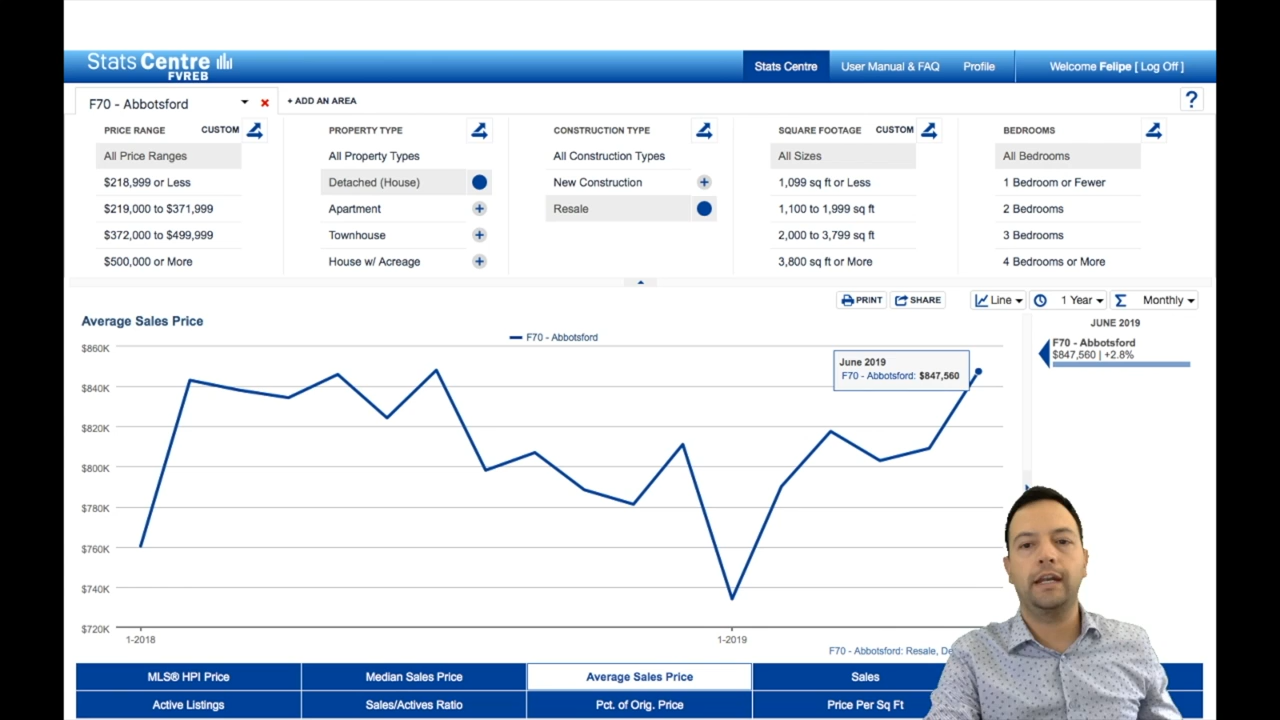 Stats Centre
FVREB
Stats Centre User Manual & FAQ Profile Welcome Felipe [ Log Off ]
F70 - Abbotsford
+ ADD AN AREA
?
PRICE RANGE CUSTOM
All Price Ranges
$218,999 or Less
$219,000 to $371,999
$372,000 to $499,999
$500,000 or More
PROPERTY TYPE
All Property Types
Detached (House)
Apartment
Townhouse
House w/ Acreage
CONSTRUCTION TYPE
All Construction Types
New Construction
Resale
SQUARE FOOTAGE CUSTOM
All Sizes
1,099 sq ft or Less
1,100 to 1,999 sq ft
2,000 to 3,799 sq ft
3,800 sq ft or More
BEDROOMS
All Bedrooms
1 Bedroom or Fewer
2 Bedrooms
3 Bedrooms
4 Bedrooms or More
PRINT SHARE Line 1 Year Σ Monthly
Average Sales Price
F70 - Abbotsford
$860K
$840K
$820K
$800K
$780K
$760K
$740K
$720K
1-2018 1-2019
June 2019
F70 - Abbotsford: $847,560
JUNE 2019
F70 - Abbotsford
$847,560 | +2.8%
F70 - Abbotsford: Resale,
MLS® HPI Price Median Sales Price Average Sales Price Sales
Active Listings Sales/Actives Ratio Pct. of Orig. Price Price Per Sq Ft